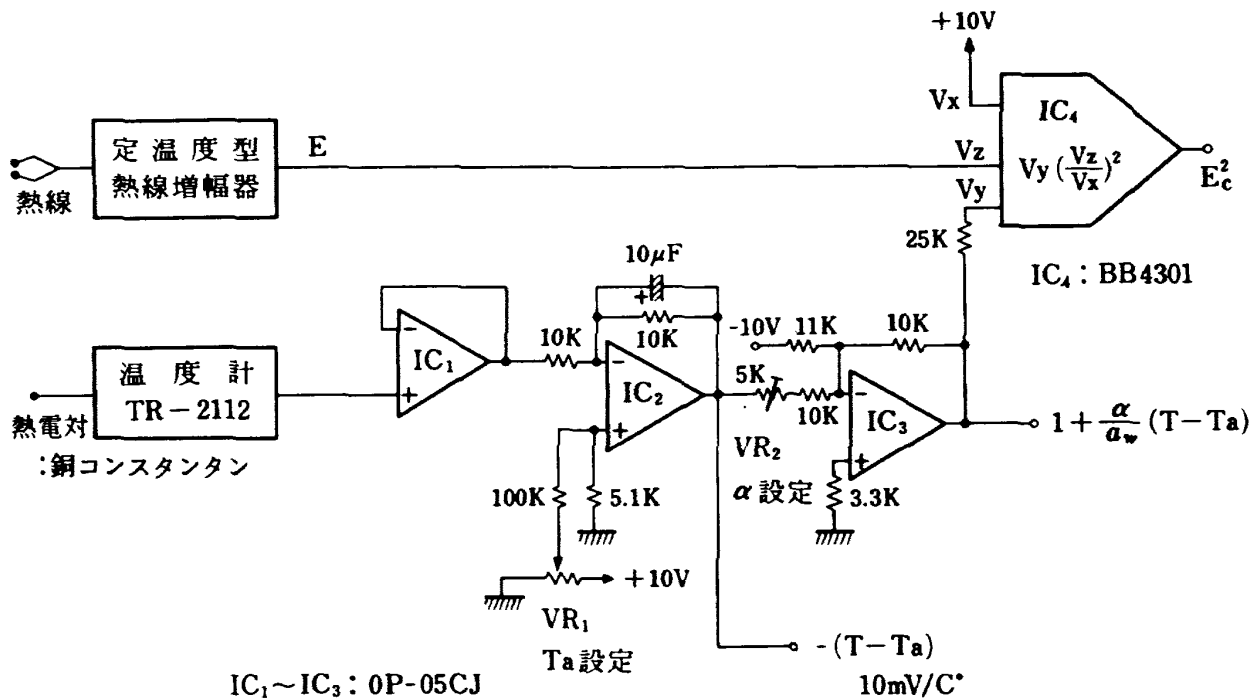 +10V
Vx
IC₄
定温度型
熱線増幅器
E
Vz
Vy(Vz/Vx)²
E_c²
熱線
Vy
25K
IC₄：BB4301
10μF
+
10K
10K
-10V
11K
10K
IC₁
-
+
IC₂
-
+
温度計
TR-2112
5K
10K
IC₃
-
+
1+α/a_w(T-Ta)
熱電対
:銅コンスタンタン
VR₂
α設定
100K
5.1K
3.3K
+10V
VR₁
Ta設定
-(T-Ta)
IC₁~IC₃：OP-05CJ
10mV/C°